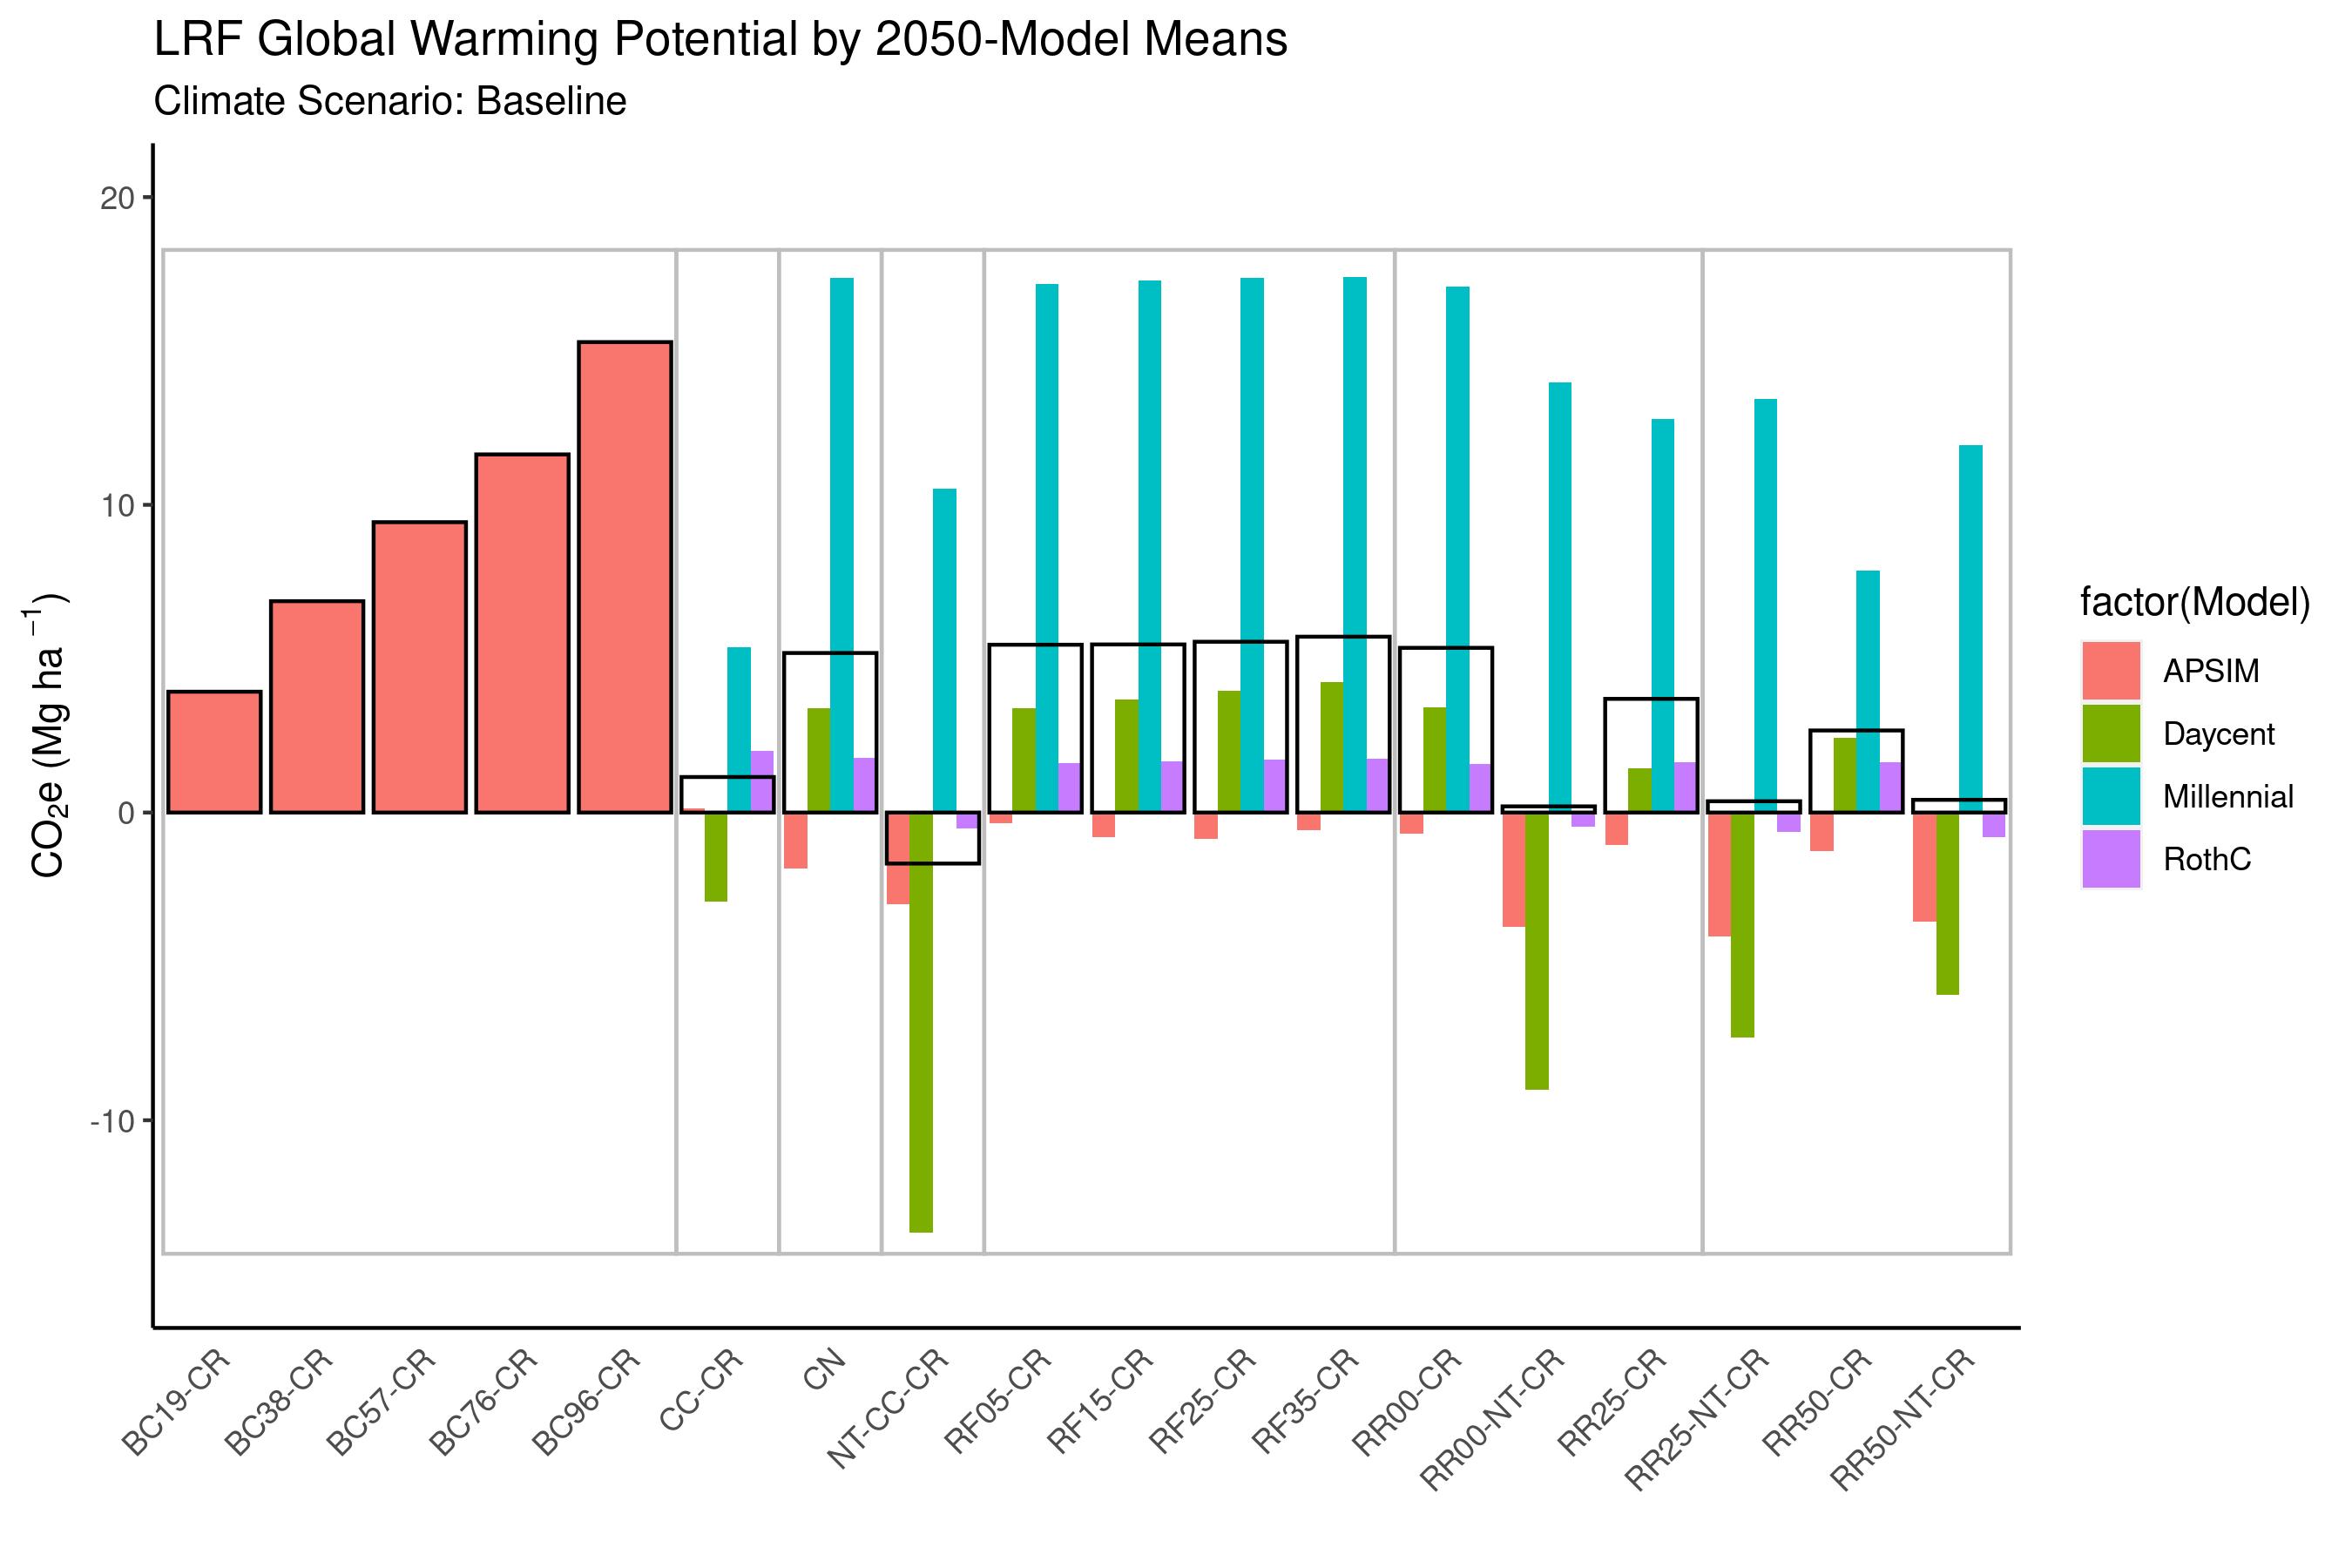 LRF Global Warming Potential by 2050-Model Means
Climate Scenario: Baseline
CO₂e (Mg ha ⁻¹)
20
10
0
-10
BC19-CR
BC38-CR
BC57-CR
BC76-CR
BC96-CR
CC-CR
CN
NT-CC-CR
RF05-CR
RF15-CR
RF25-CR
RF35-CR
RR00-CR
RR00-NT-CR
RR25-CR
RR25-NT-CR
RR50-CR
RR50-NT-CR
factor(Model)
APSIM
Daycent
Millennial
RothC